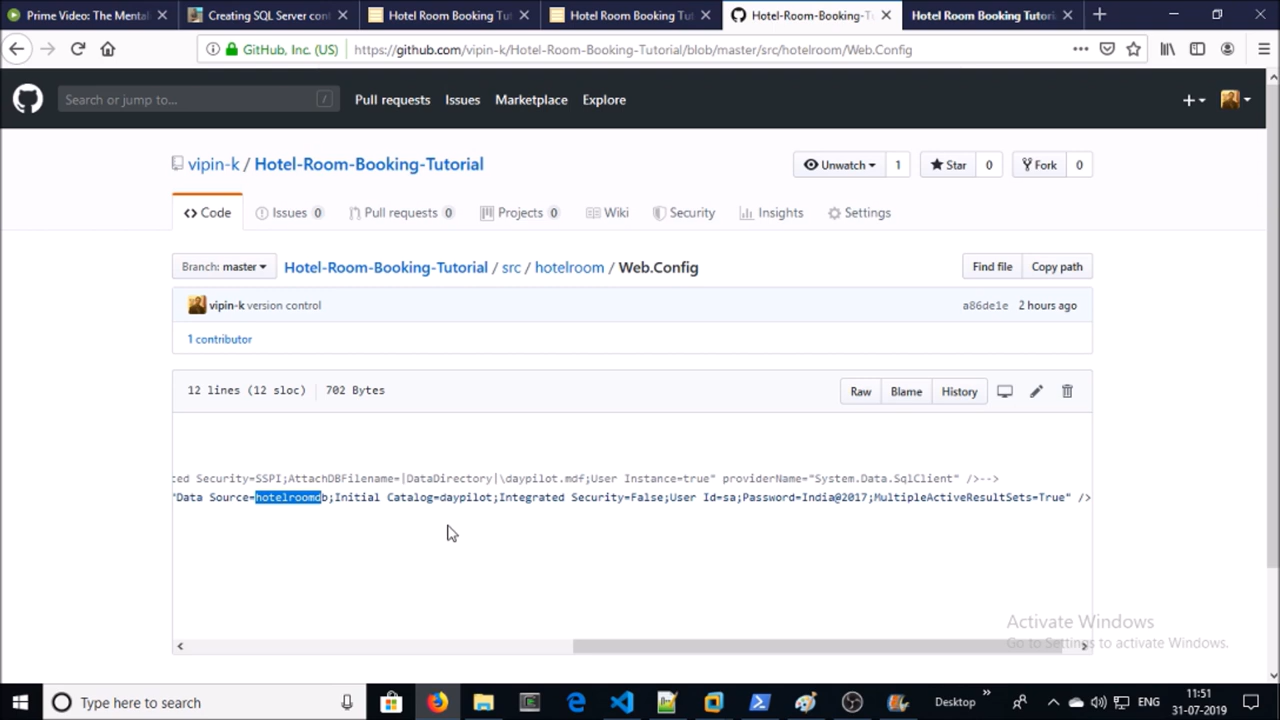 Prime Video: The Mentali
Creating SQL Server con
Hotel Room Booking Tut
Hotel Room Booking Tut
Hotel-Room-Booking-T
Hotel Room Booking Tutoria
GitHub, Inc. (US)
https://github.com/vipin-k/Hotel-Room-Booking-Tutorial/blob/master/src/hotelroom/Web.Config
Search or jump to...
/
Pull requests
Issues
Marketplace
Explore
vipin-k / Hotel-Room-Booking-Tutorial
Unwatch 1
Star 0
Fork 0
Code
Issues 0
Pull requests 0
Projects 0
Wiki
Security
Insights
Settings
Branch: master
Hotel-Room-Booking-Tutorial / src / hotelroom / Web.Config
Find file
Copy path
vipin-k version control
a86de1e 2 hours ago
1 contributor
12 lines (12 sloc)
702 Bytes
Raw
Blame
History
ced Security=SSPI;AttachDBFilename=|DataDirectory|\daypilot.mdf;User Instance=true" providerName="System.Data.SqlClient" />-->
"Data Source=hotelroomdb;Initial Catalog=daypilot;Integrated Security=False;User Id=sa;Password=India@2017;MultipleActiveResultSets=True" />
Activate Windows
Go to Settings to activate Windows.
Type here to search
Desktop
ENG
11:51
31-07-2019